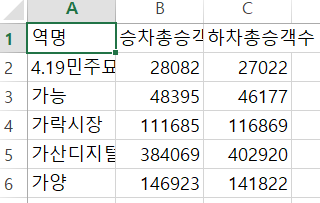 A B C
1 역명 승차총승객 하차총승객수
2 4.19민주묘 28082 27022
3 가능 48395 46177
4 가락시장 111685 116869
5 가산디지털 384069 402920
6 가양 146923 141822